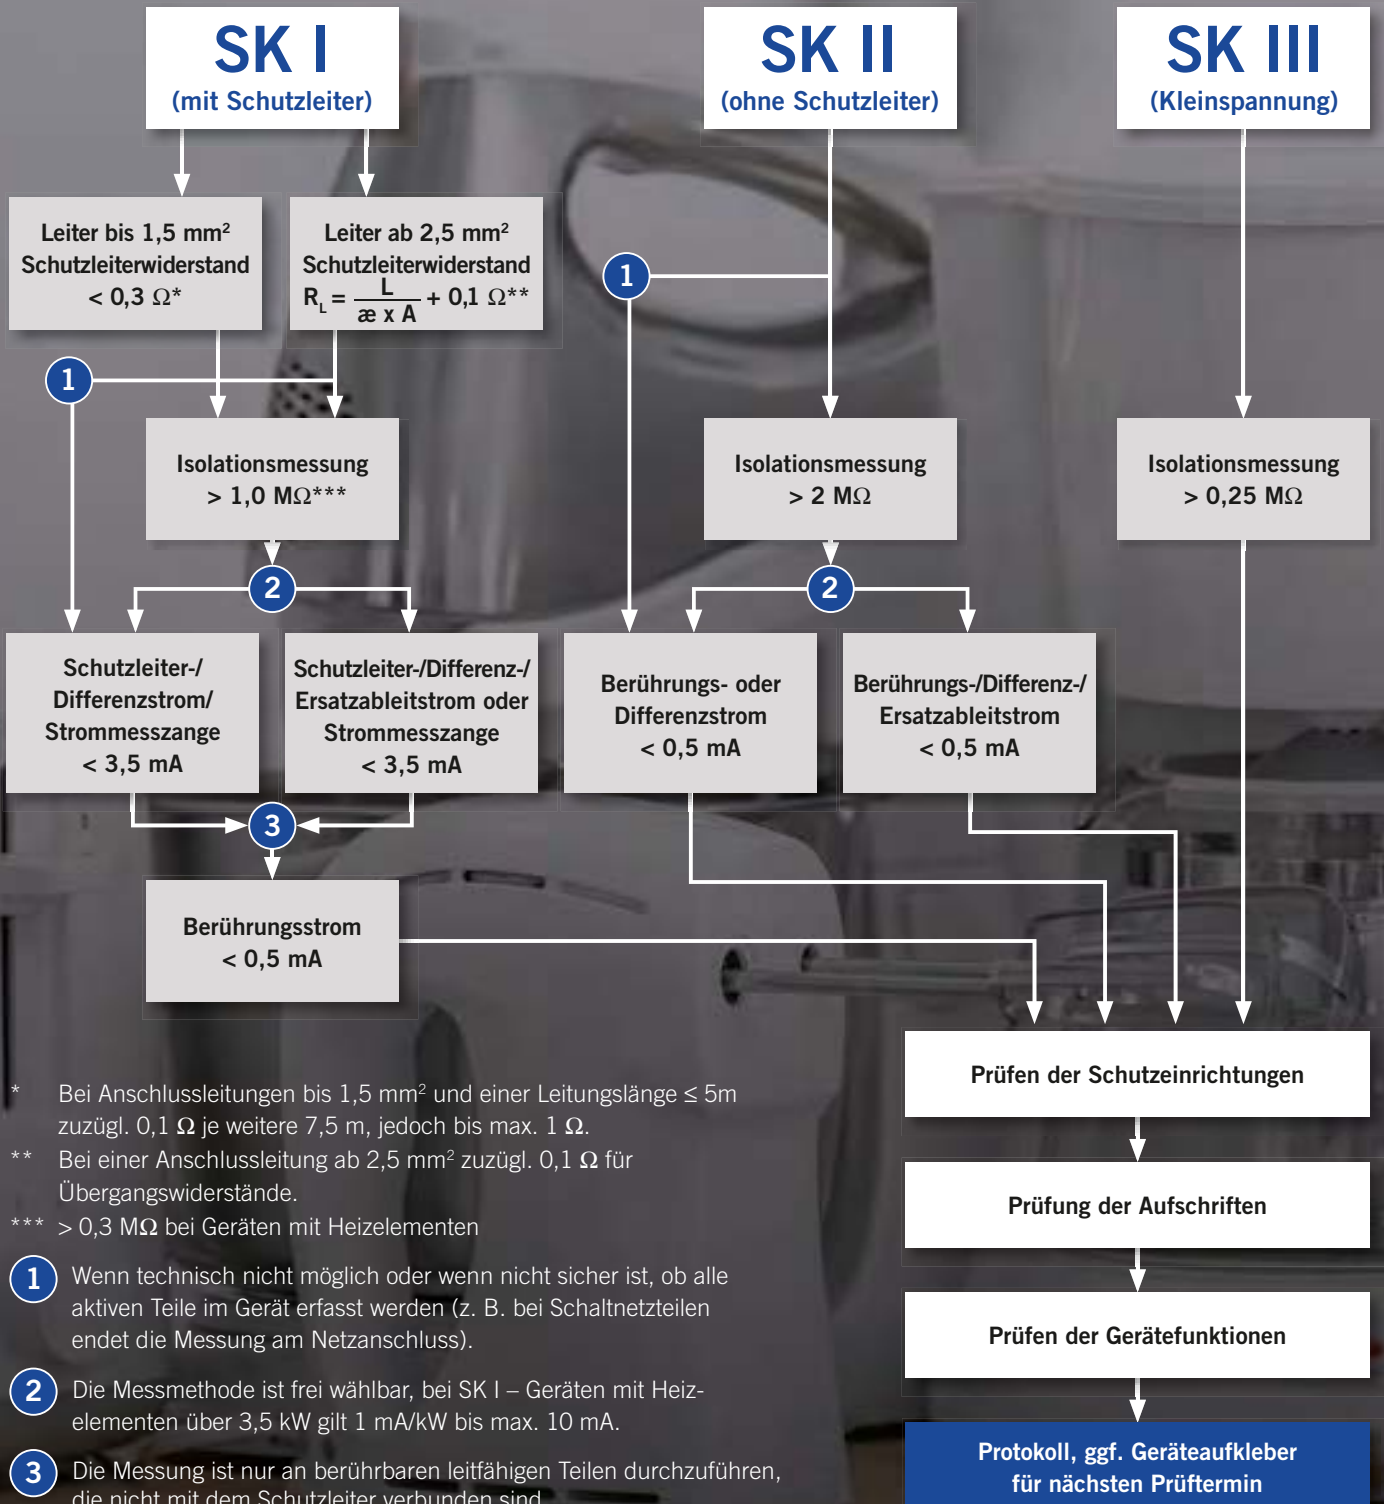 SK I
(mit Schutzleiter)
SK II
(ohne Schutzleiter)
SK III
(Kleinspannung)
Leiter bis 1,5 mm²
Schutzleiterwiderstand
< 0,3 Ω*
Leiter ab 2,5 mm²
Schutzleiterwiderstand
R_L = L / (æ x A) + 0,1 Ω**
1
1
Isolationsmessung
> 1,0 MΩ***
Isolationsmessung
> 2 MΩ
Isolationsmessung
> 0,25 MΩ
2
2
Schutzleiter-/
Differenzstrom/
Strommesszange
< 3,5 mA
Schutzleiter-/Differenz-/
Ersatzableitstrom oder
Strommesszange
< 3,5 mA
Berührungs- oder
Differenzstrom
< 0,5 mA
Berührungs-/Differenz-/
Ersatzableitstrom
< 0,5 mA
3
Berührungsstrom
< 0,5 mA
Prüfen der Schutzeinrichtungen
Prüfung der Aufschriften
Prüfen der Gerätefunktionen
Protokoll, ggf. Geräteaufkleber
für nächsten Prüftermin
* Bei Anschlussleitungen bis 1,5 mm² und einer Leitungslänge ≤ 5m
zuzügl. 0,1 Ω je weitere 7,5 m, jedoch bis max. 1 Ω.
** Bei einer Anschlussleitung ab 2,5 mm² zuzügl. 0,1 Ω für
Übergangswiderstände.
*** > 0,3 MΩ bei Geräten mit Heizelementen
1 Wenn technisch nicht möglich oder wenn nicht sicher ist, ob alle
aktiven Teile im Gerät erfasst werden (z. B. bei Schaltnetzteilen
endet die Messung am Netzanschluss).
2 Die Messmethode ist frei wählbar, bei SK I – Geräten mit Heiz-
elementen über 3,5 kW gilt 1 mA/kW bis max. 10 mA.
3 Die Messung ist nur an berührbaren leitfähigen Teilen durchzuführen,
die nicht mit dem Schutzleiter verbunden sind